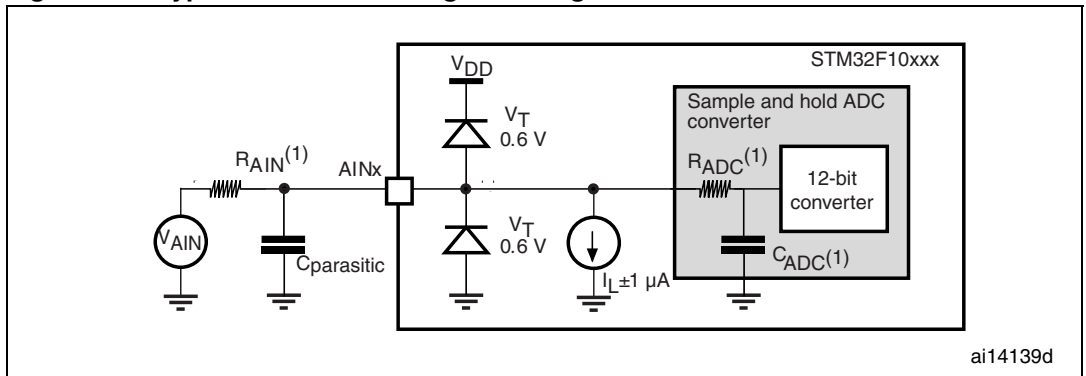 STM32F10xxx
VDD
Sample and hold ADC
converter
VT
0.6 V
RAIN(1)
AINx
RADC(1)
12-bit
converter
VAIN
Cparasitic
VT
0.6 V
IL±1 µA
CADC(1)
ai14139d